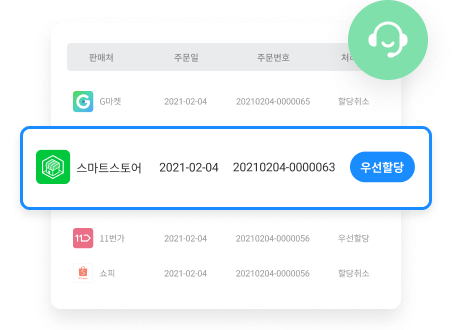 판매처 주문일 주문번호 처리
G마켓 2021-02-04 20210204-0000065 할당취소
스마트스토어 2021-02-04 20210204-0000063 우선할당
11번가 2021-02-04 20210204-0000056 우선할당
쇼피 2021-02-04 20210204-0000056 할당취소